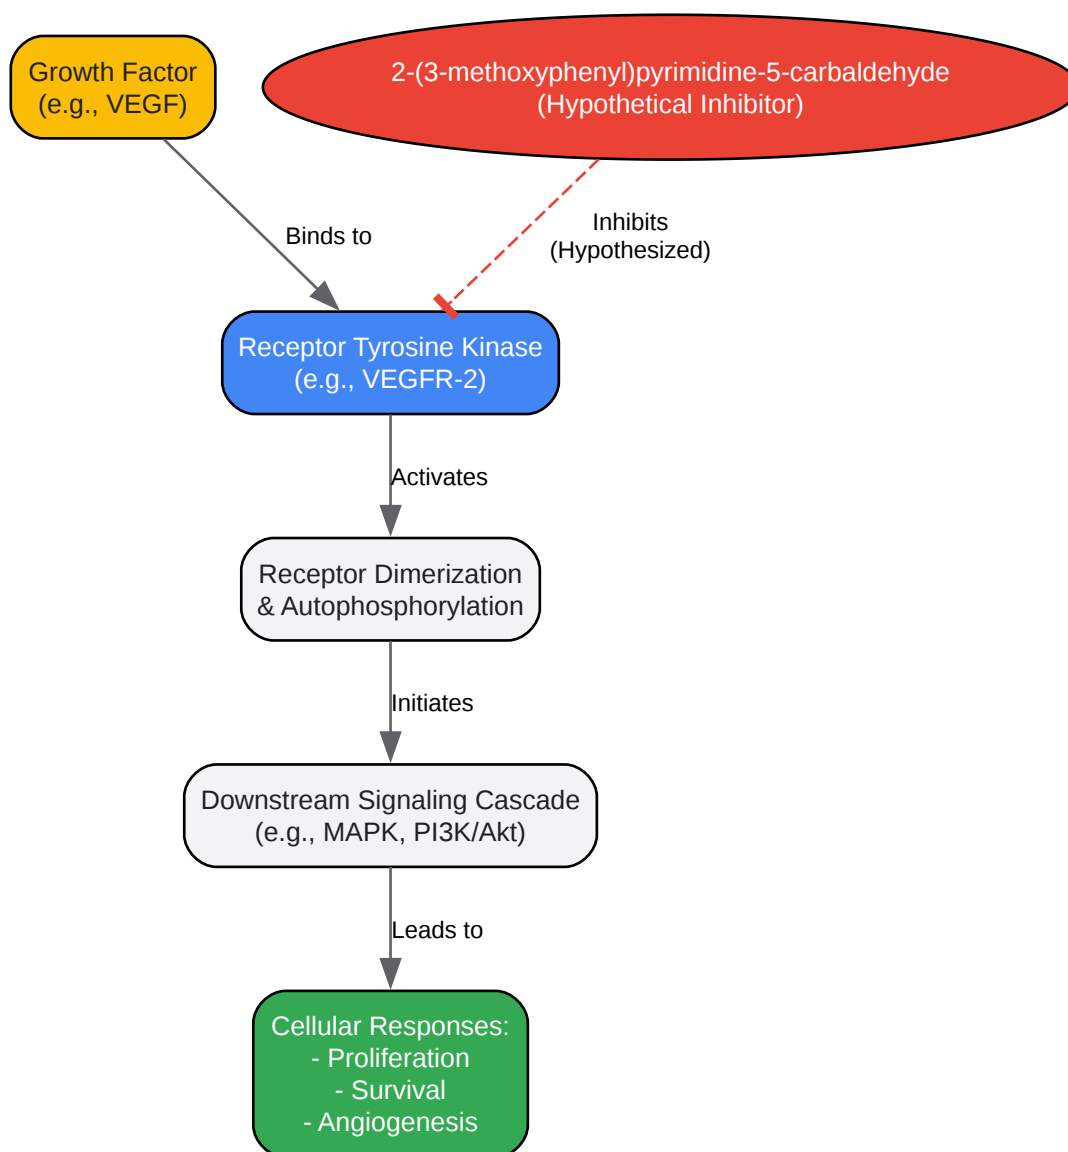 Growth Factor
(e.g., VEGF)
2-(3-methoxyphenyl)pyrimidine-5-carbaldehyde
(Hypothetical Inhibitor)
Binds to
Inhibits
(Hypothesized)
Receptor Tyrosine Kinase
(e.g., VEGFR-2)
Activates
Receptor Dimerization
& Autophosphorylation
Initiates
Downstream Signaling Cascade
(e.g., MAPK, PI3K/Akt)
Leads to
Cellular Responses:
- Proliferation
- Survival
- Angiogenesis